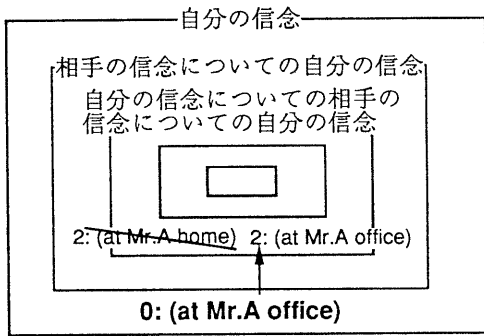 自分の信念
相手の信念についての自分の信念
自分の信念についての相手の
信念についての自分の信念
2: (at Mr.A home) 2: (at Mr.A office)
0: (at Mr.A office)